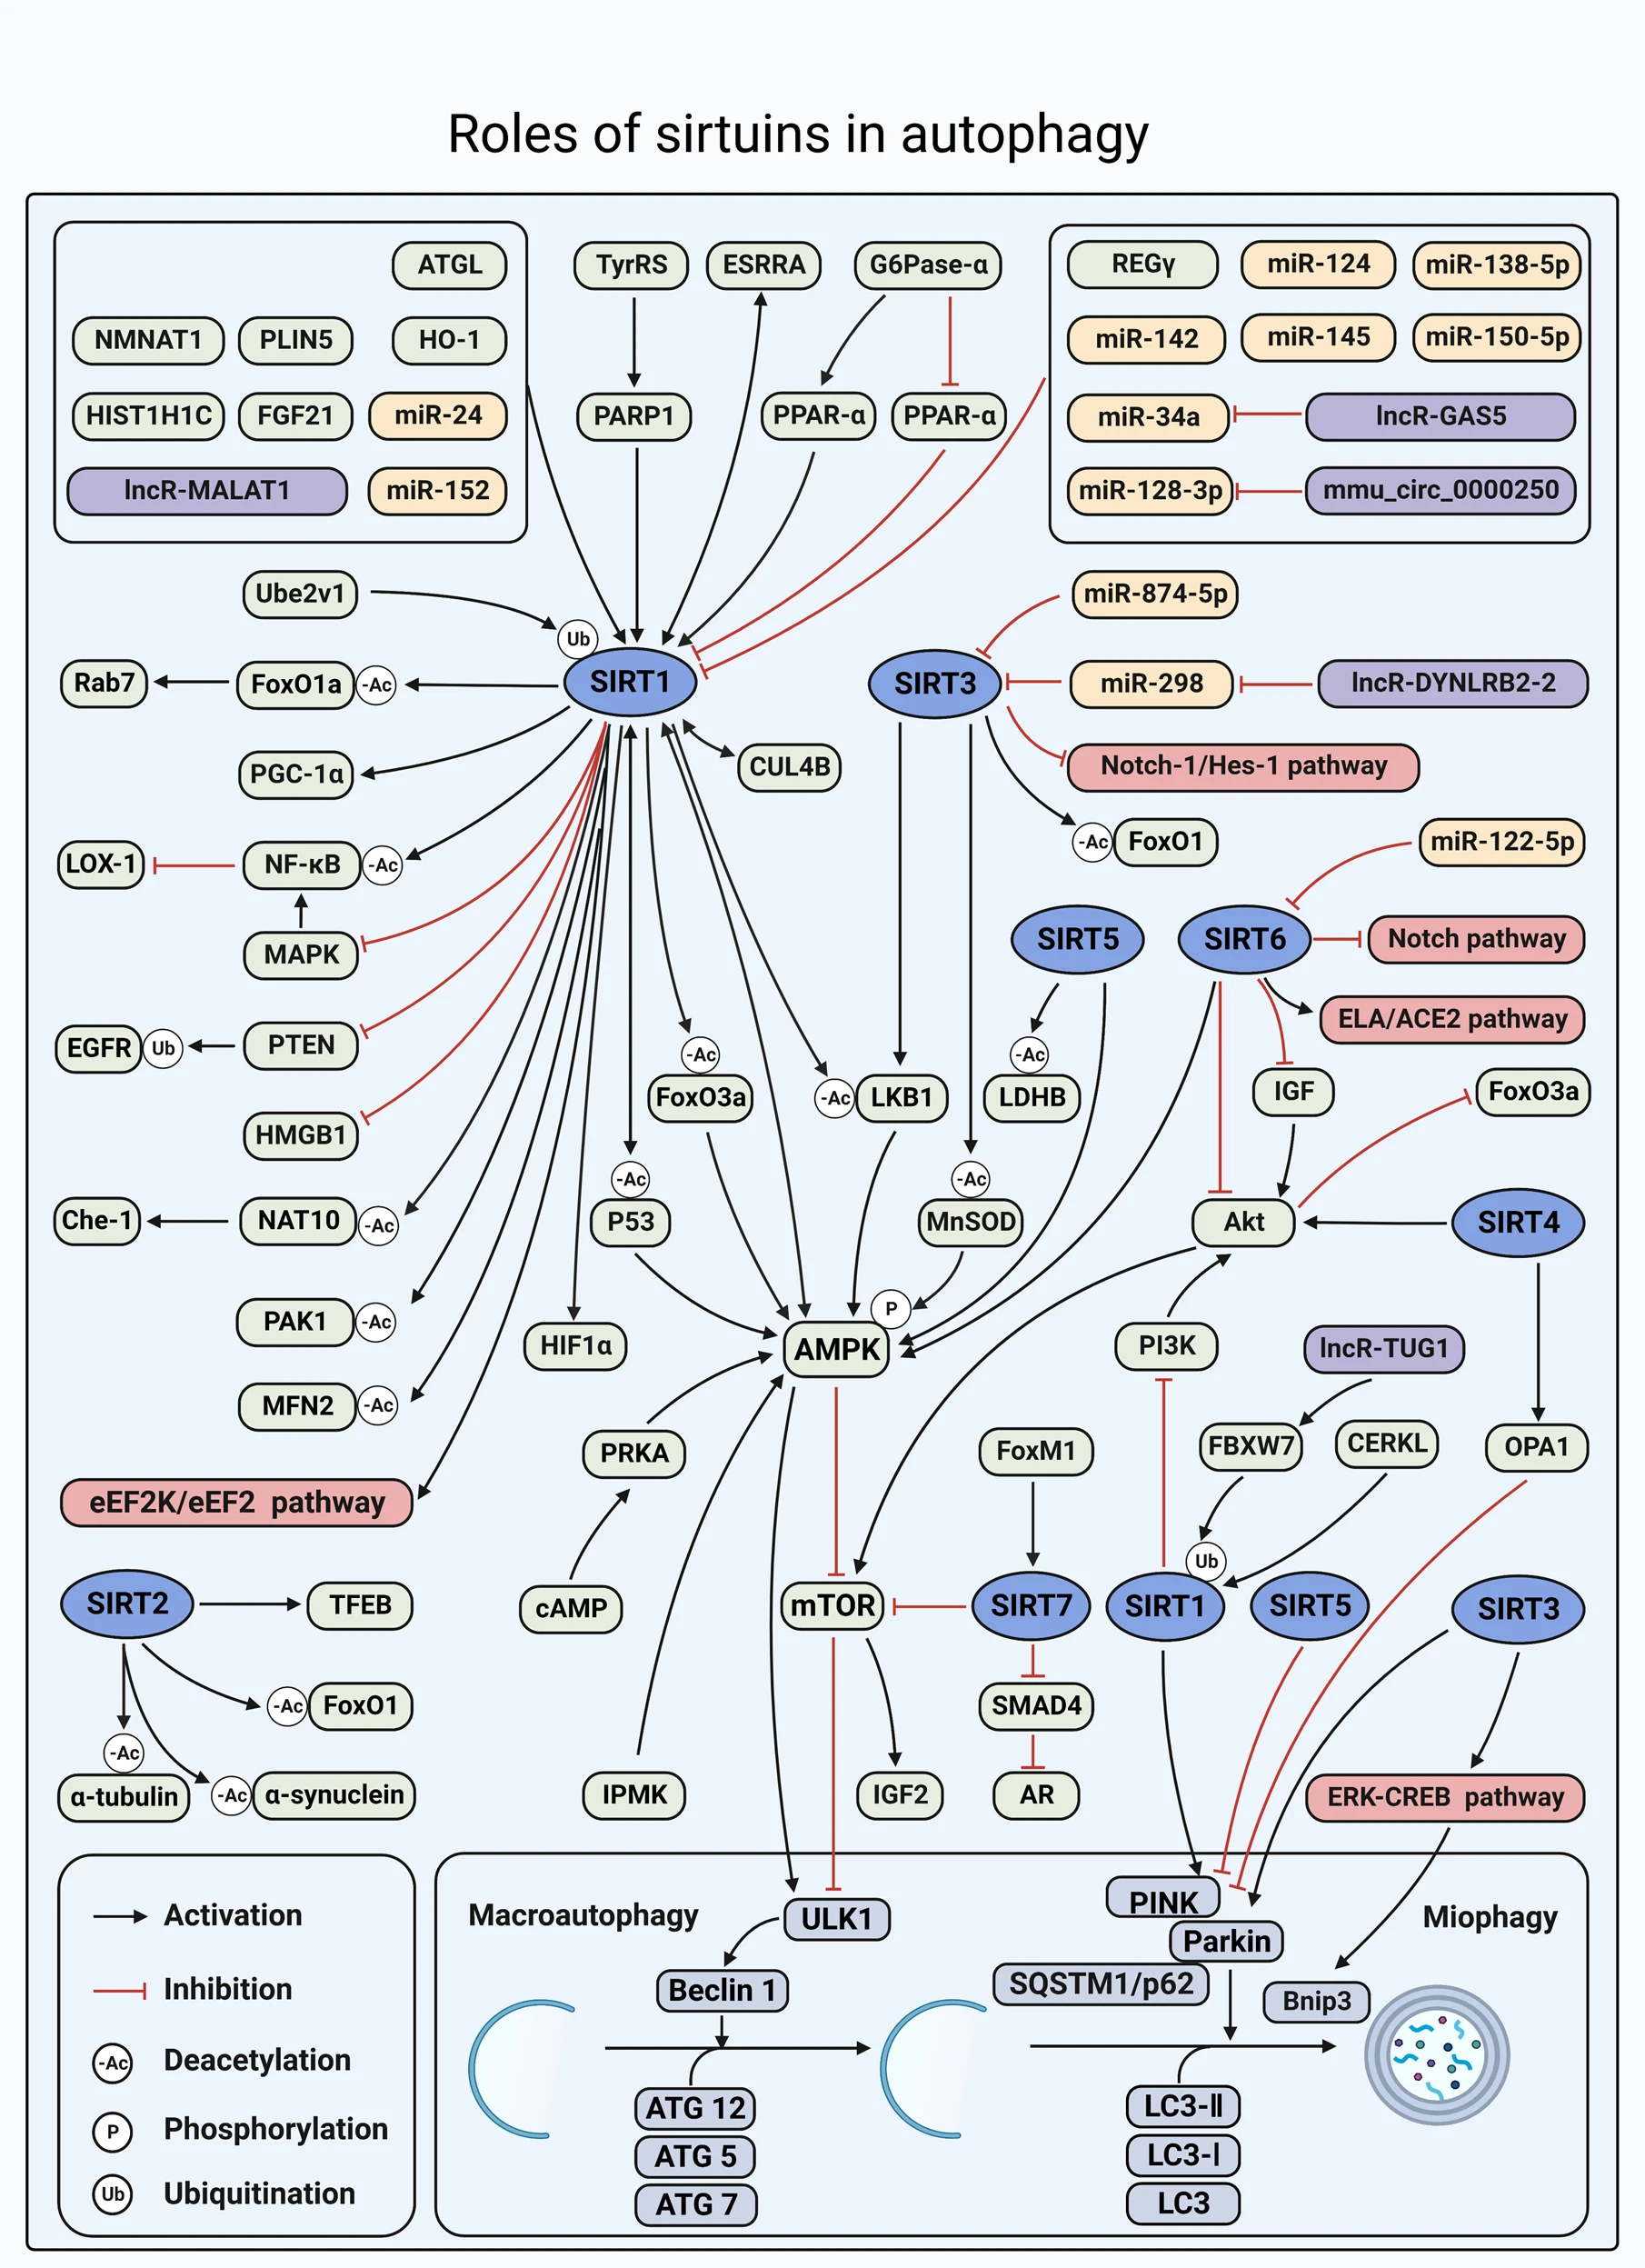 Roles of sirtuins in autophagy
ATGL
NMNAT1
PLIN5
HO-1
HIST1H1C
FGF21
miR-24
lncR-MALAT1
miR-152
TyrRS
ESRRA
G6Pase-α
PARP1
PPAR-α
PPAR-α
REGγ
miR-124
miR-138-5p
miR-142
miR-145
miR-150-5p
miR-34a
lncR-GAS5
miR-128-3p
mmu_circ_0000250
Ube2v1
Ub
miR-874-5p
Rab7
FoxO1a
-Ac
SIRT1
SIRT3
miR-298
lncR-DYNLRB2-2
PGC-1α
CUL4B
Notch-1/Hes-1 pathway
-Ac
FoxO1
miR-122-5p
LOX-1
NF-κB
-Ac
MAPK
SIRT5
SIRT6
Notch pathway
ELA/ACE2 pathway
EGFR
Ub
PTEN
-Ac
FoxO3a
-Ac
LKB1
-Ac
LDHB
IGF
FoxO3a
HMGB1
-Ac
P53
-Ac
MnSOD
Che-1
NAT10
-Ac
Akt
SIRT4
PAK1
-Ac
HIF1α
P
AMPK
PI3K
lncR-TUG1
MFN2
-Ac
PRKA
FoxM1
FBXW7
CERKL
OPA1
eEF2K/eEF2 pathway
Ub
SIRT2
TFEB
cAMP
mTOR
SIRT7
SIRT1
SIRT5
SIRT3
-Ac
FoxO1
SMAD4
-Ac
α-tubulin
-Ac
α-synuclein
IPMK
IGF2
AR
ERK-CREB pathway
Activation
Inhibition
-Ac
Deacetylation
P
Phosphorylation
Ub
Ubiquitination
Macroautophagy
ULK1
PINK
Parkin
Miophagy
Beclin 1
SQSTM1/p62
Bnip3
ATG 12
ATG 5
ATG 7
LC3-Ⅱ
LC3-Ⅰ
LC3